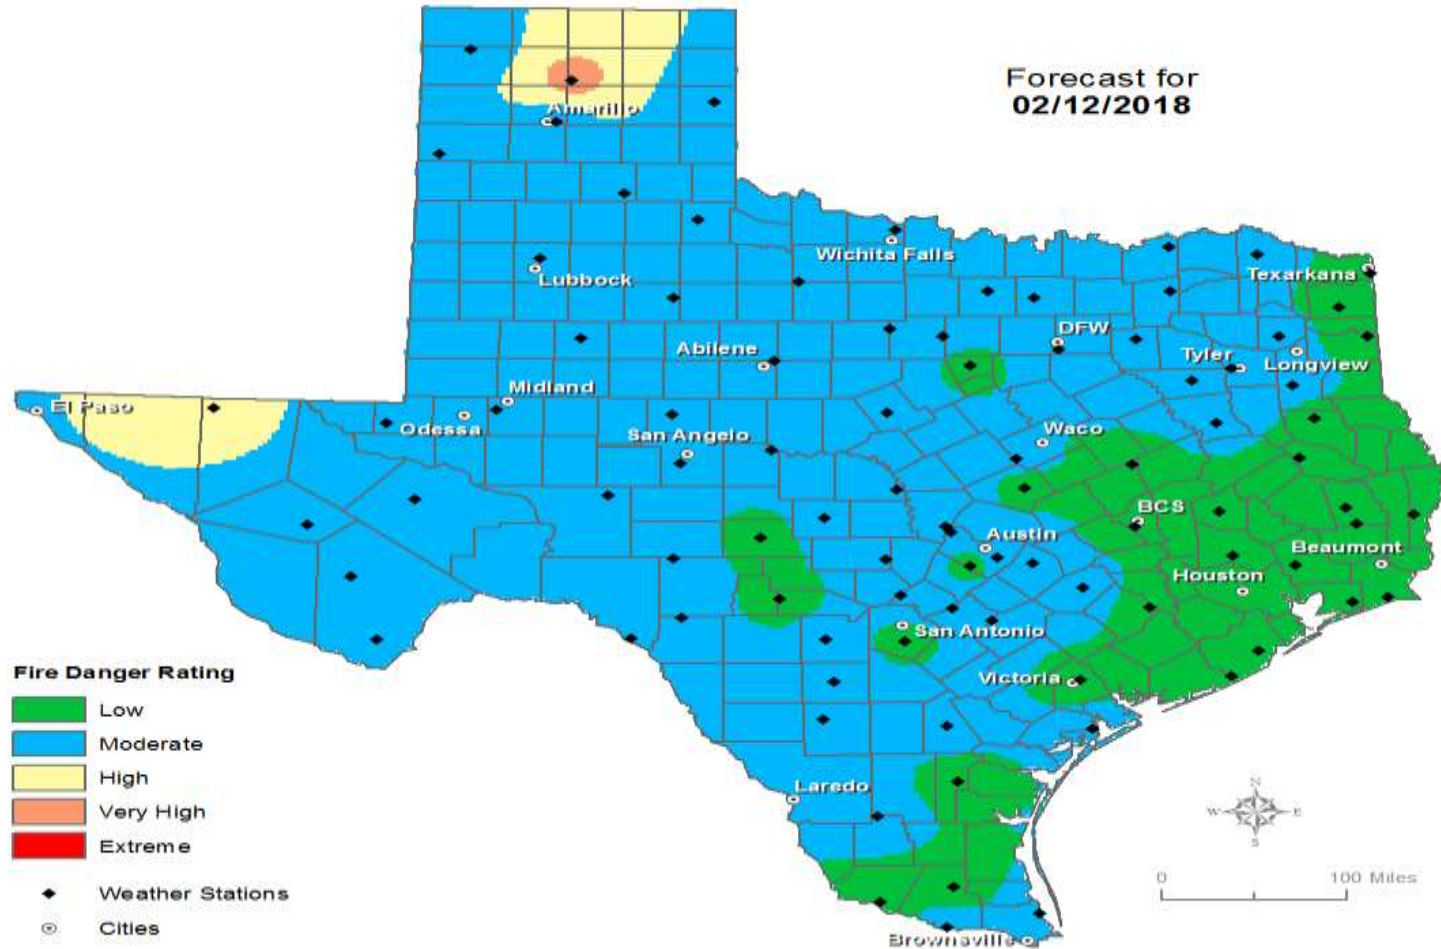 Forecast for
02/12/2018
Amarillo
Wichita Falls
Lubbock
Texarkana
DFW
Abilene
Tyler
Longview
Midland
El Paso
Odessa
San Angelo
Waco
BCS
Austin
Beaumont
Houston
San Antonio
Victoria
Laredo
Brownsville
Fire Danger Rating
Low
Moderate
High
Very High
Extreme
Weather Stations
Cities
N
W E
S
0 100 Miles